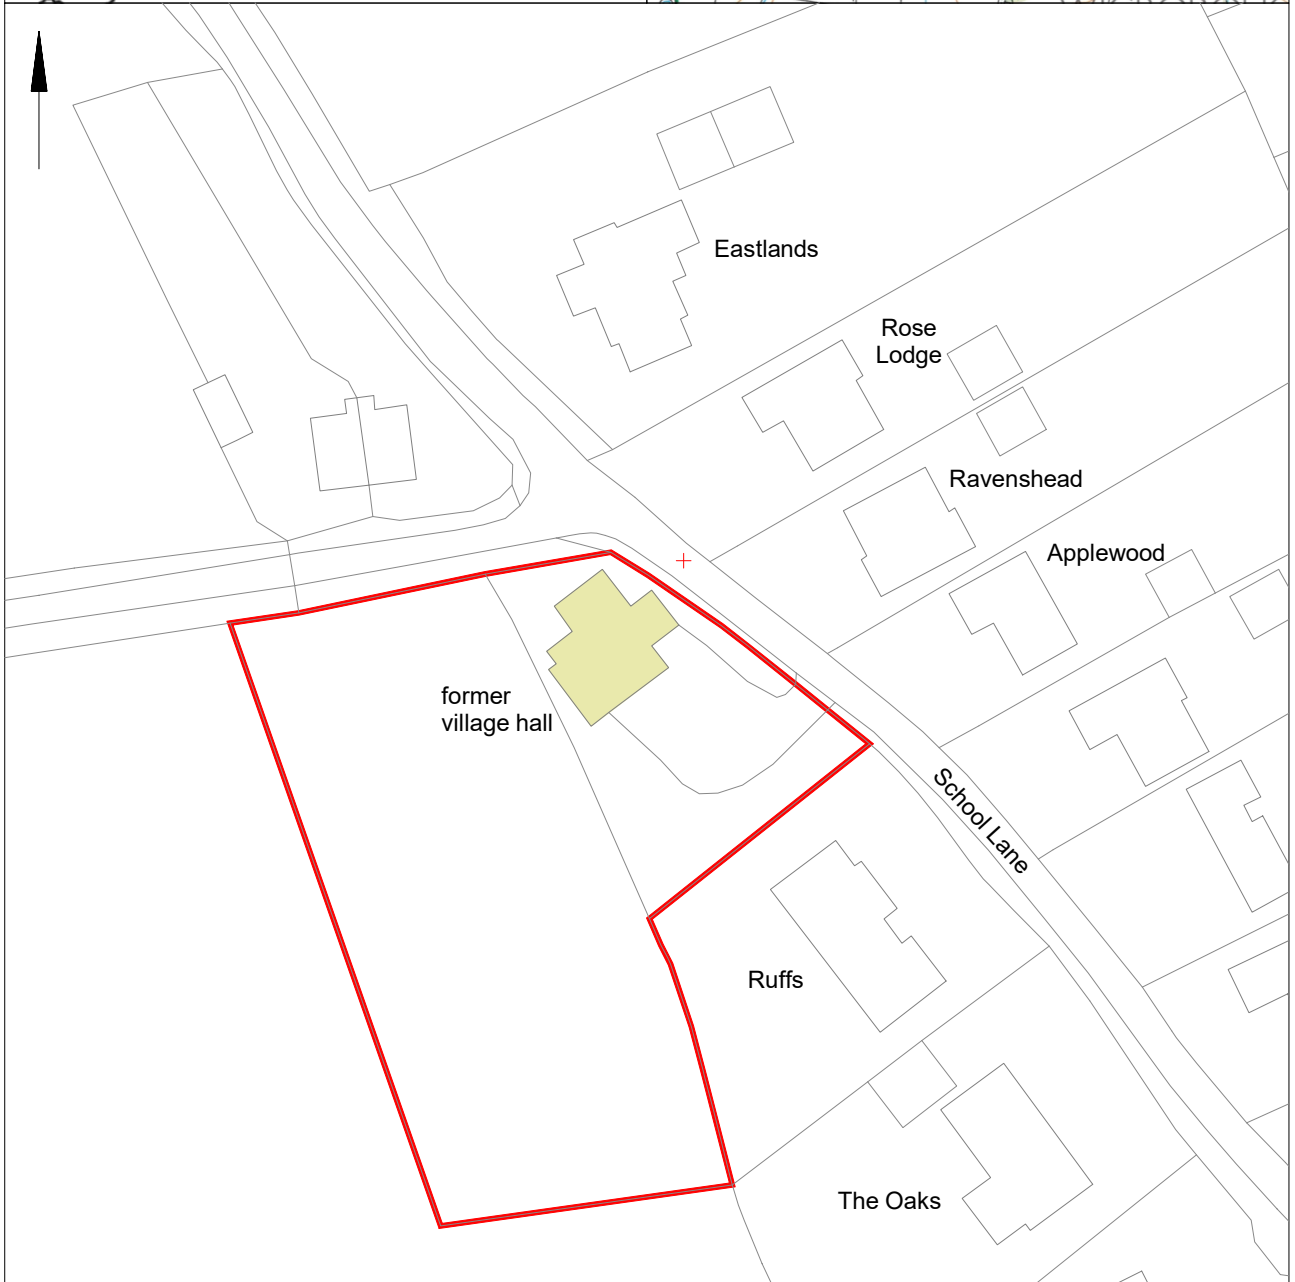 Eastlands
Rose
Lodge
Ravenshead
Applewood
former
village hall
School Lane
Ruffs
The Oaks